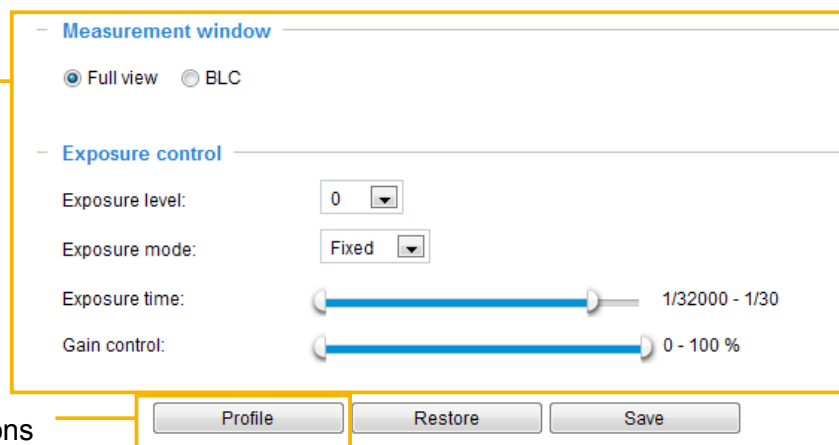 Measurement window
Full view BLC
Exposure control
Exposure level: 0
Exposure mode: Fixed
Exposure time: 1/32000 - 1/30
Gain control: 0 - 100 %
Profile Restore Save
ons